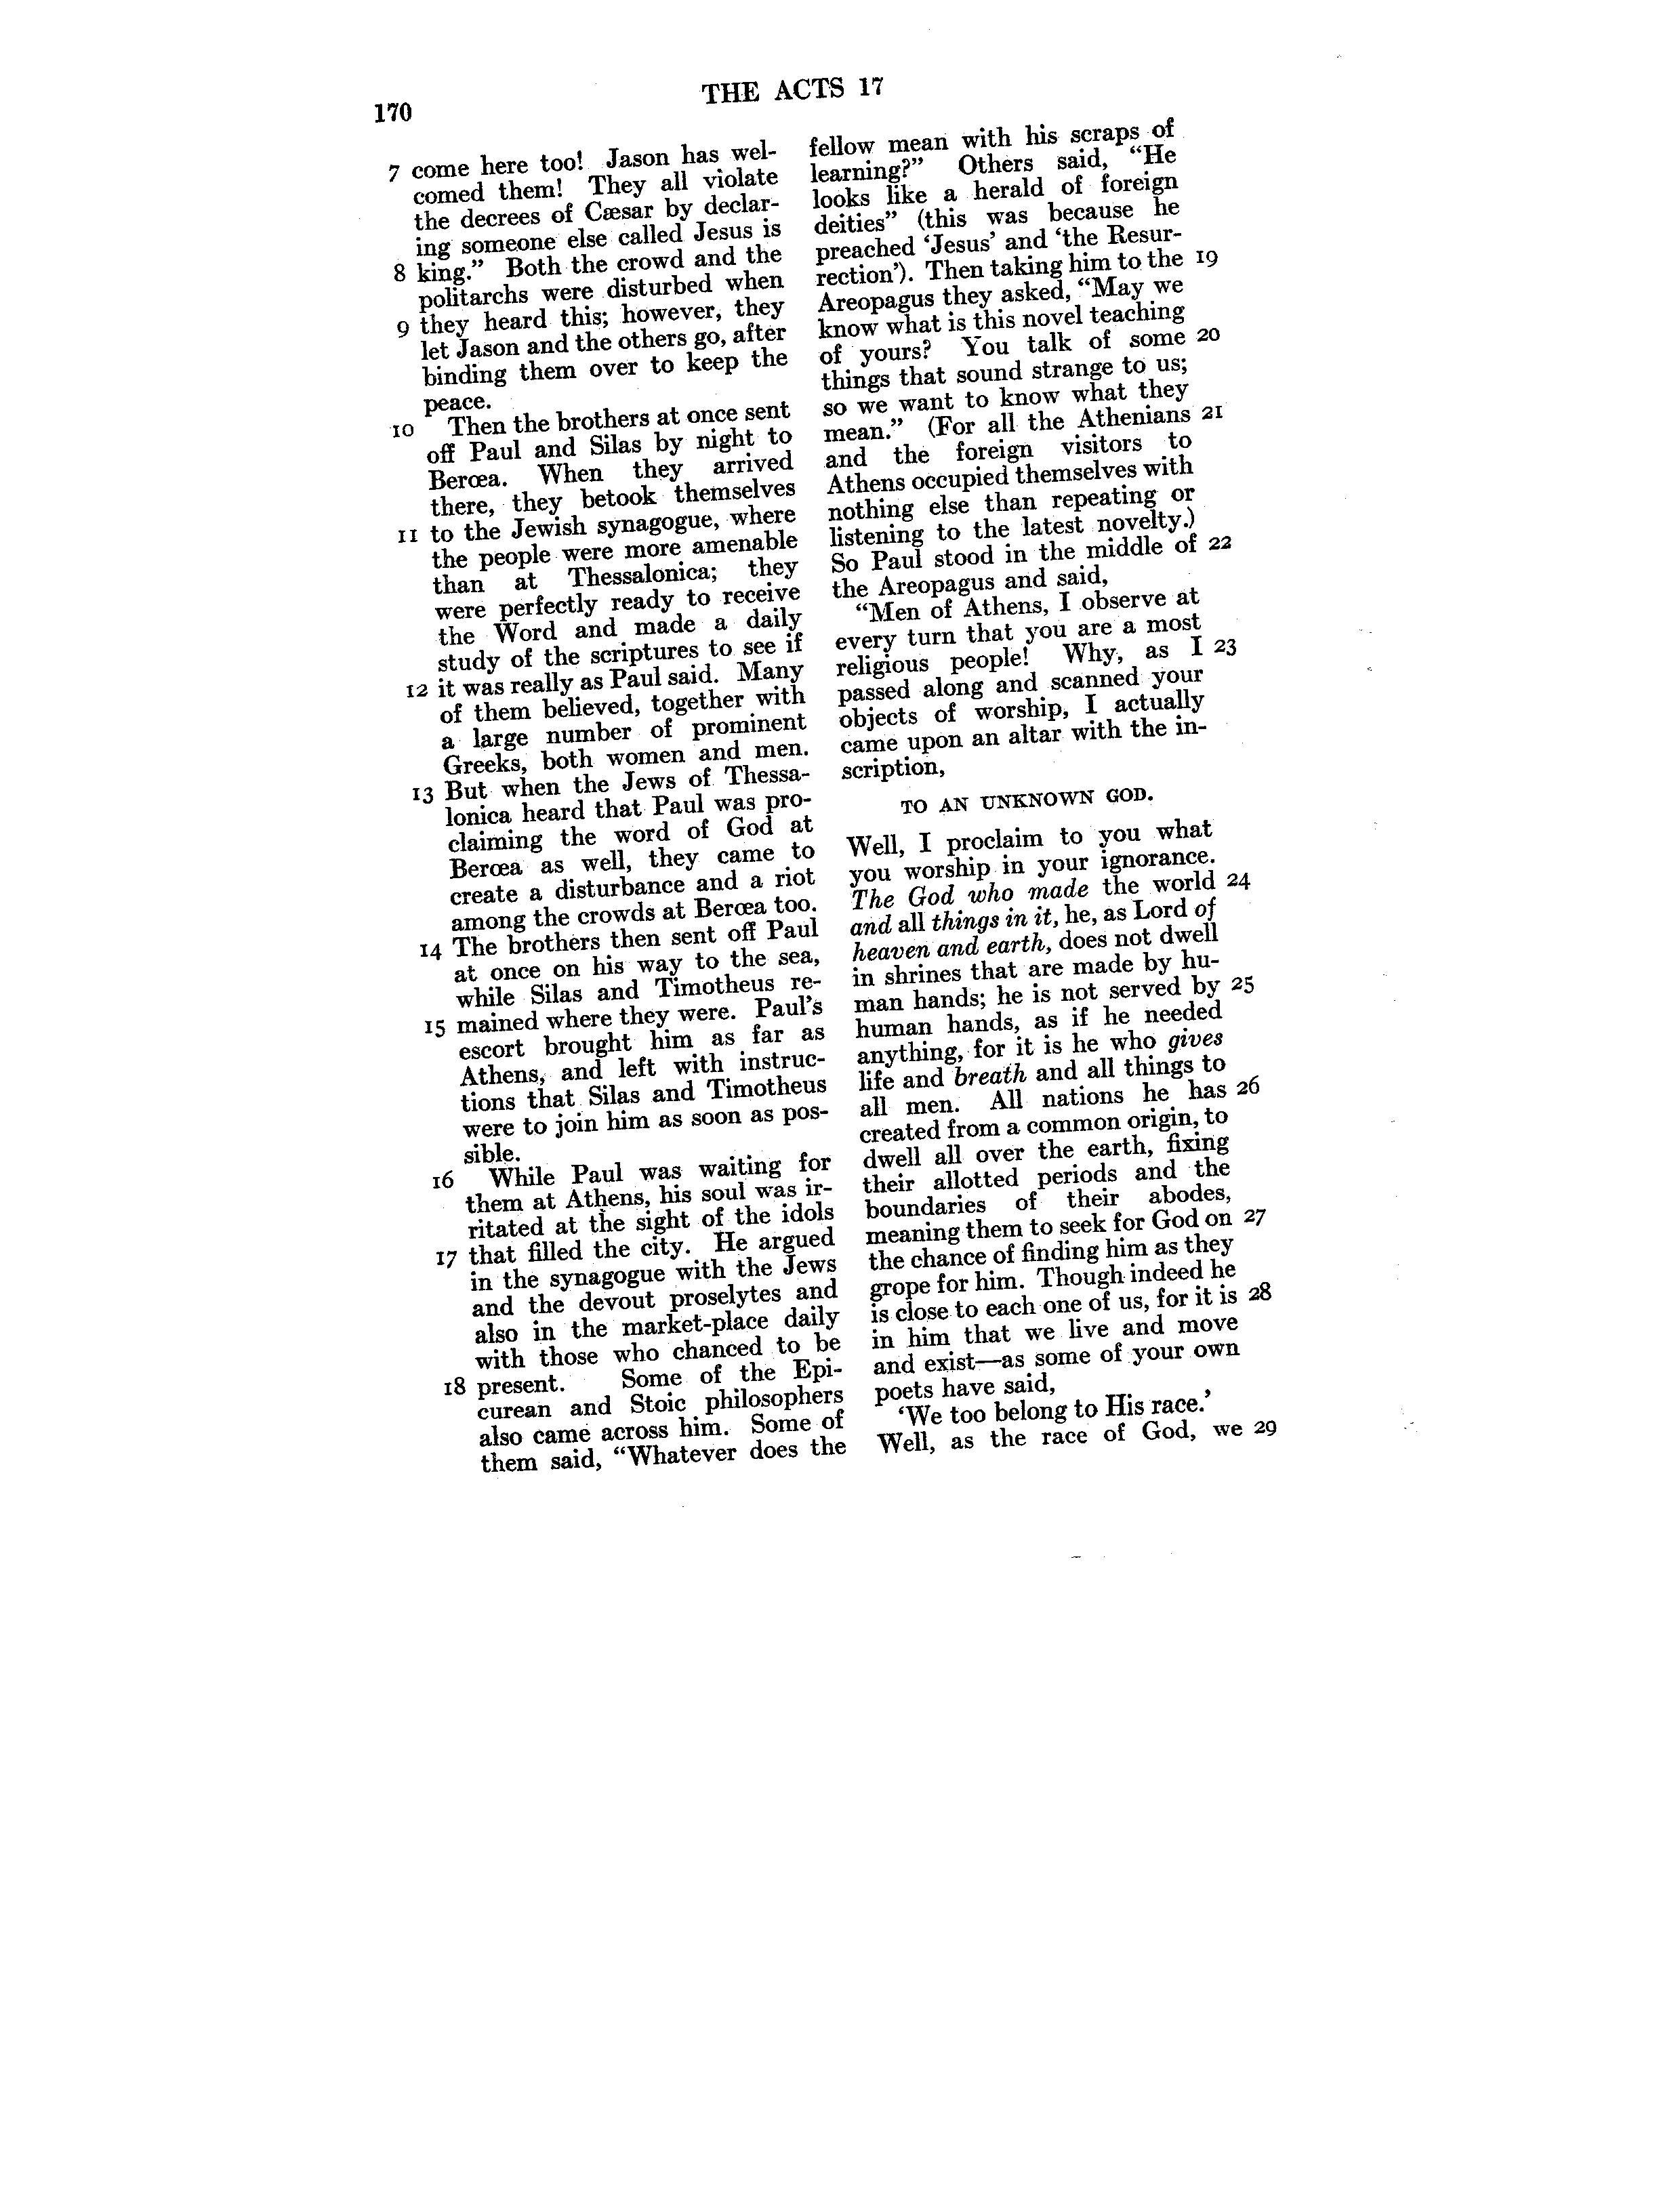 170
THE ACTS 17
7 come here too! Jason has wel-
comed them! They all violate
the decrees of Cæsar by declar-
ing someone else called Jesus is
8 king.” Both the crowd and the
politarchs were disturbed when
9 they heard this; however, they
let Jason and the others go, after
binding them over to keep the
peace.
10 Then the brothers at once sent
off Paul and Silas by night to
Berœa. When they arrived
there, they betook themselves
11 to the Jewish synagogue, where
the people were more amenable
than at Thessalonica; they
were perfectly ready to receive
the Word and made a daily
study of the scriptures to see if
12 it was really as Paul said. Many
of them believed, together with
a large number of prominent
Greeks, both women and men.
13 But when the Jews of Thessa-
lonica heard that Paul was pro-
claiming the word of God at
Berœa as well, they came to
create a disturbance and a riot
among the crowds at Berœa too.
14 The brothers then sent off Paul
at once on his way to the sea,
while Silas and Timotheus re-
15 mained where they were. Paul’s
escort brought him as far as
Athens, and left with instruc-
tions that Silas and Timotheus
were to join him as soon as pos-
sible.
16 While Paul was waiting for
them at Athens, his soul was ir-
ritated at the sight of the idols
17 that filled the city. He argued
in the synagogue with the Jews
and the devout proselytes and
also in the market-place daily
with those who chanced to be
18 present. Some of the Epi-
curean and Stoic philosophers
also came across him. Some of
them said, “Whatever does the
fellow mean with his scraps of
learning?” Others said, “He
looks like a herald of foreign
deities” (this was because he
preached ‘Jesus’ and ‘the Resur-
rection’). Then taking him to the 19
Areopagus they asked, “May we
know what is this novel teaching
of yours? You talk of some 20
things that sound strange to us;
so we want to know what they
mean.” (For all the Athenians 21
and the foreign visitors to
Athens occupied themselves with
nothing else than repeating or
listening to the latest novelty.)
So Paul stood in the middle of 22
the Areopagus and said,
“Men of Athens, I observe at
every turn that you are a most
religious people! Why, as I 23
passed along and scanned your
objects of worship, I actually
came upon an altar with the in-
scription,
TO AN UNKNOWN GOD.
Well, I proclaim to you what
you worship in your ignorance.
The God who made the world 24
and all things in it, he, as Lord of
heaven and earth, does not dwell
in shrines that are made by hu-
man hands; he is not served by 25
human hands, as if he needed
anything, for it is he who gives
life and breath and all things to
all men. All nations he has 26
created from a common origin, to
dwell all over the earth, fixing
their allotted periods and the
boundaries of their abodes,
meaning them to seek for God on 27
the chance of finding him as they
grope for him. Though indeed he
is close to each one of us, for it is 28
in him that we live and move
and exist—as some of your own
poets have said,
‘We too belong to His race.’
Well, as the race of God, we 29